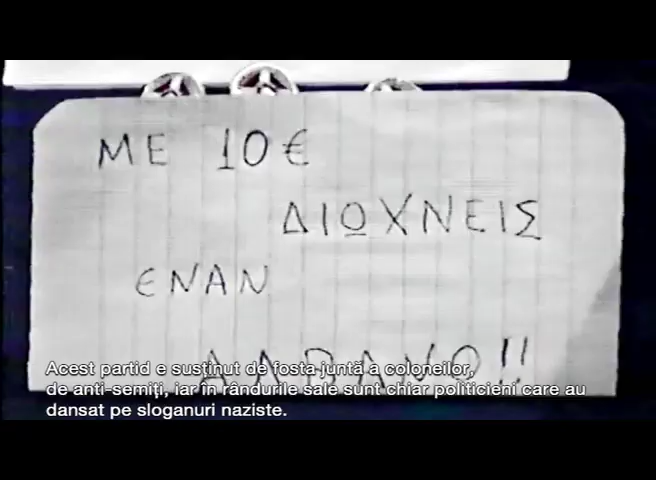 ΜΕ 10€
ΔΙΩΧΝΕΙΣ
ΕΝΑΝ
ΑΛΒΑΝΟ!!
Acest partid e susținut de fosta juntă a coloneilor,
de anti-semiți, iar în rândurile sale sunt chiar politicieni care au
dansat pe sloganuri naziste.